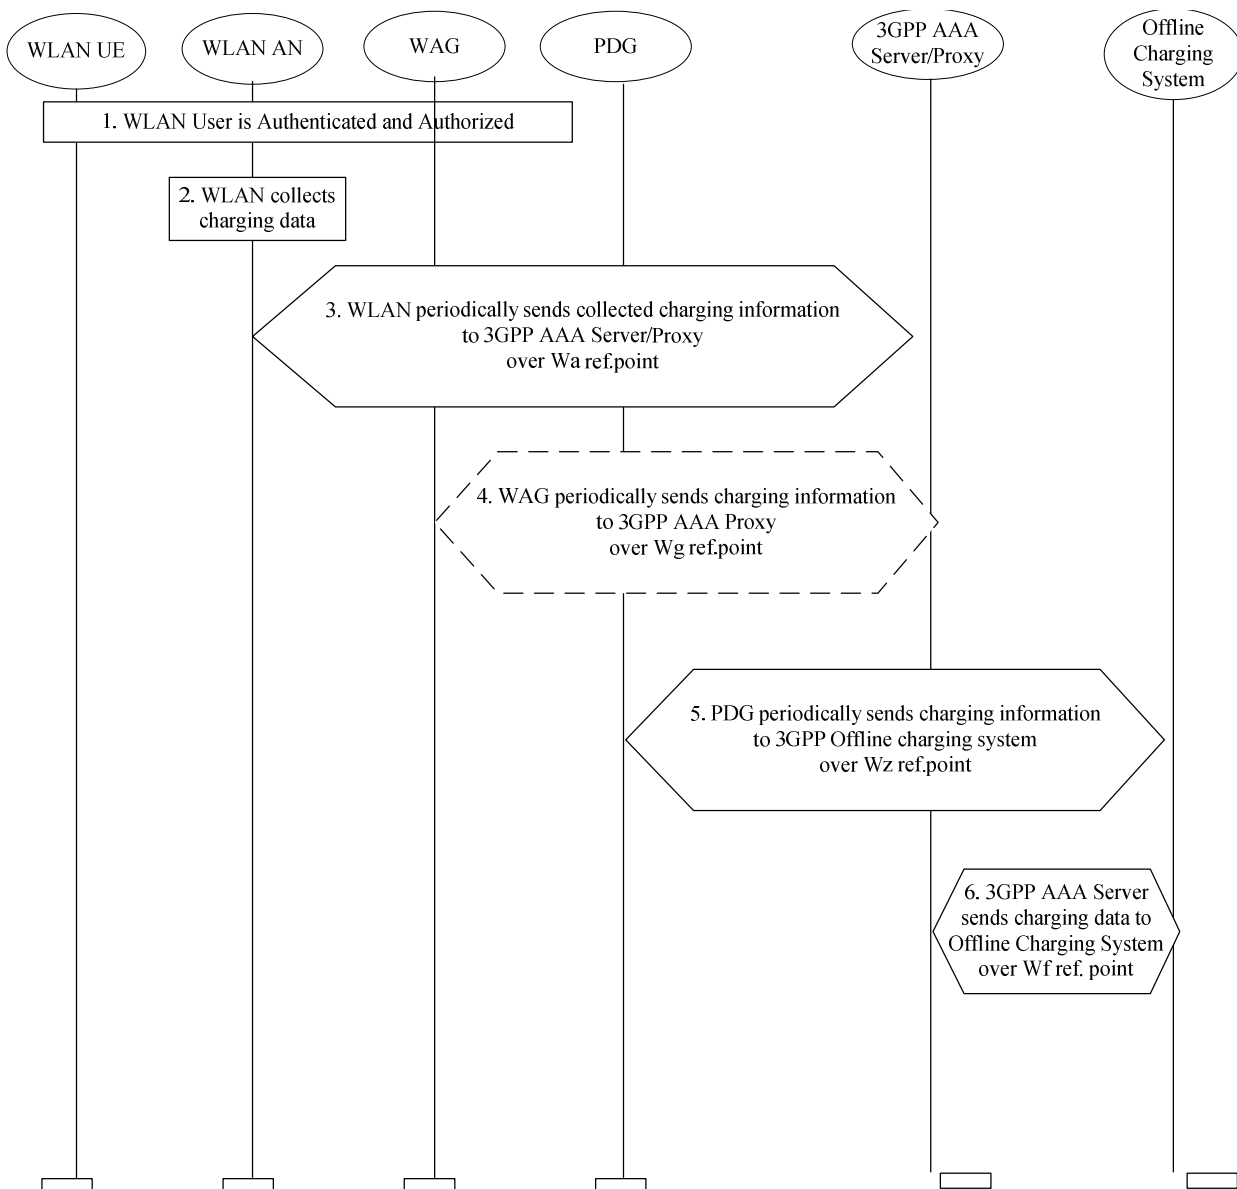 WLAN UE
WLAN AN
WAG
PDG
3GPP AAA
Server/Proxy
Offline
Charging
System
1. WLAN User is Authenticated and Authorized
2. WLAN collects
charging data
3. WLAN periodically sends collected charging information
to 3GPP AAA Server/Proxy
over Wa ref.point
4. WAG periodically sends charging information
to 3GPP AAA Proxy
over Wg ref.point
5. PDG periodically sends charging information
to 3GPP Offline charging system
over Wz ref.point
6. 3GPP AAA Server
sends charging data to
Offline Charging System
over Wf ref. point